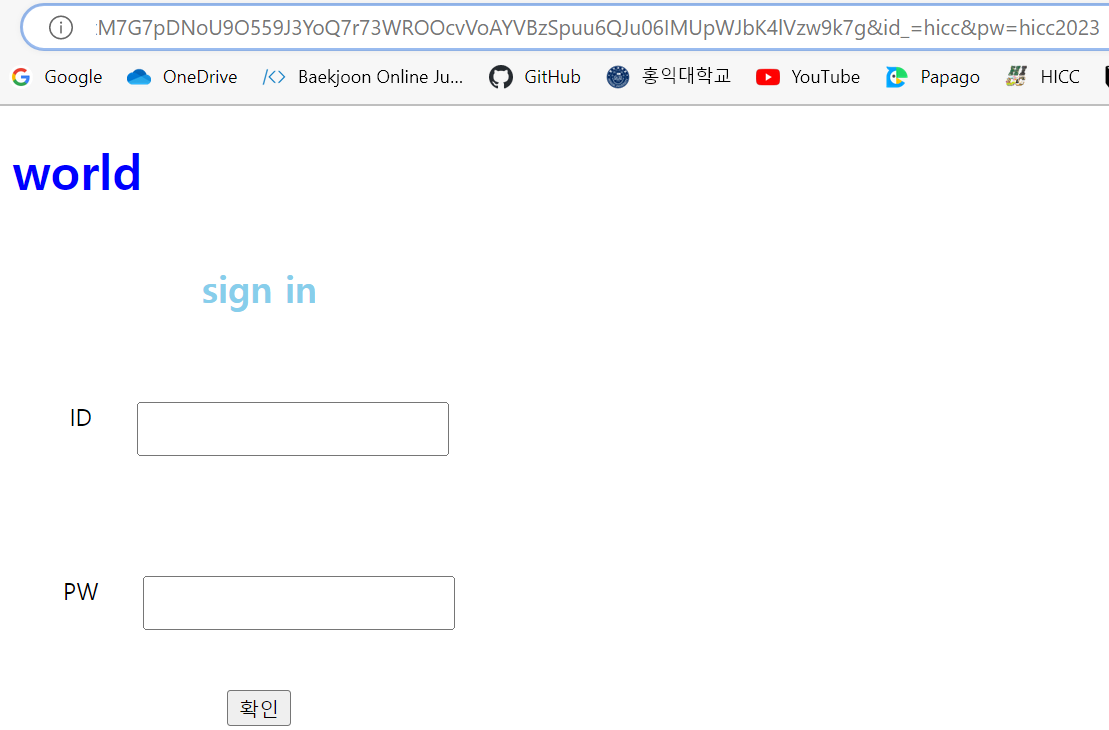 :M7G7pDNoU9O559J3YoQ7r73WROOcvVoAYVBzSpuu6QJu06IMUpWJbK4lVzw9k7g&id_=hicc&pw=hicc2023
Google OneDrive Baekjoon Online Ju... GitHub 홍익대학교 YouTube Papago HICC
world
sign in
ID
PW
확인